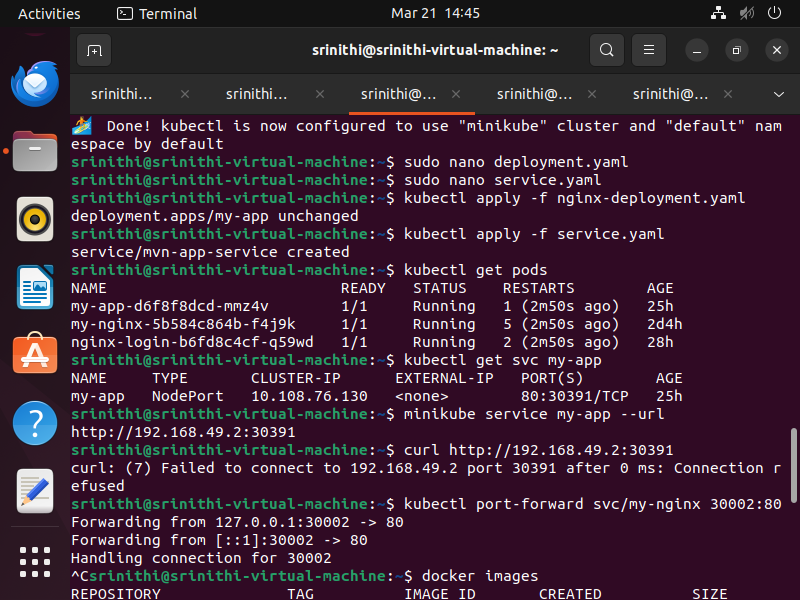 Activities Terminal Mar 21 14:45
srinithi@srinithi-virtual-machine: ~
srinithi... srinithi... srinithi@... srinithi@... srinithi@...
Done! kubectl is now configured to use "minikube" cluster and "default" nam
espace by default
srinithi@srinithi-virtual-machine:~$ sudo nano deployment.yaml
srinithi@srinithi-virtual-machine:~$ sudo nano service.yaml
srinithi@srinithi-virtual-machine:~$ kubectl apply -f nginx-deployment.yaml
deployment.apps/my-app unchanged
srinithi@srinithi-virtual-machine:~$ kubectl apply -f service.yaml
service/mvn-app-service created
srinithi@srinithi-virtual-machine:~$ kubectl get pods
NAME READY STATUS RESTARTS AGE
my-app-d6f8f8dcd-mmz4v 1/1 Running 1 (2m50s ago) 25h
my-nginx-5b584c864b-f4j9k 1/1 Running 5 (2m50s ago) 2d4h
nginx-login-b6fd8c4cf-q59wd 1/1 Running 2 (2m50s ago) 28h
srinithi@srinithi-virtual-machine:~$ kubectl get svc my-app
NAME TYPE CLUSTER-IP EXTERNAL-IP PORT(S) AGE
my-app NodePort 10.108.76.130 <none> 80:30391/TCP 25h
srinithi@srinithi-virtual-machine:~$ minikube service my-app --url
http://192.168.49.2:30391
srinithi@srinithi-virtual-machine:~$ curl http://192.168.49.2:30391
curl: (7) Failed to connect to 192.168.49.2 port 30391 after 0 ms: Connection r
efused
srinithi@srinithi-virtual-machine:~$ kubectl port-forward svc/my-nginx 30002:80
Forwarding from 127.0.0.1:30002 -> 80
Forwarding from [::1]:30002 -> 80
Handling connection for 30002
^Csrinithi@srinithi-virtual-machine:~$ docker images
REPOSITORY TAG IMAGE ID CREATED SIZE